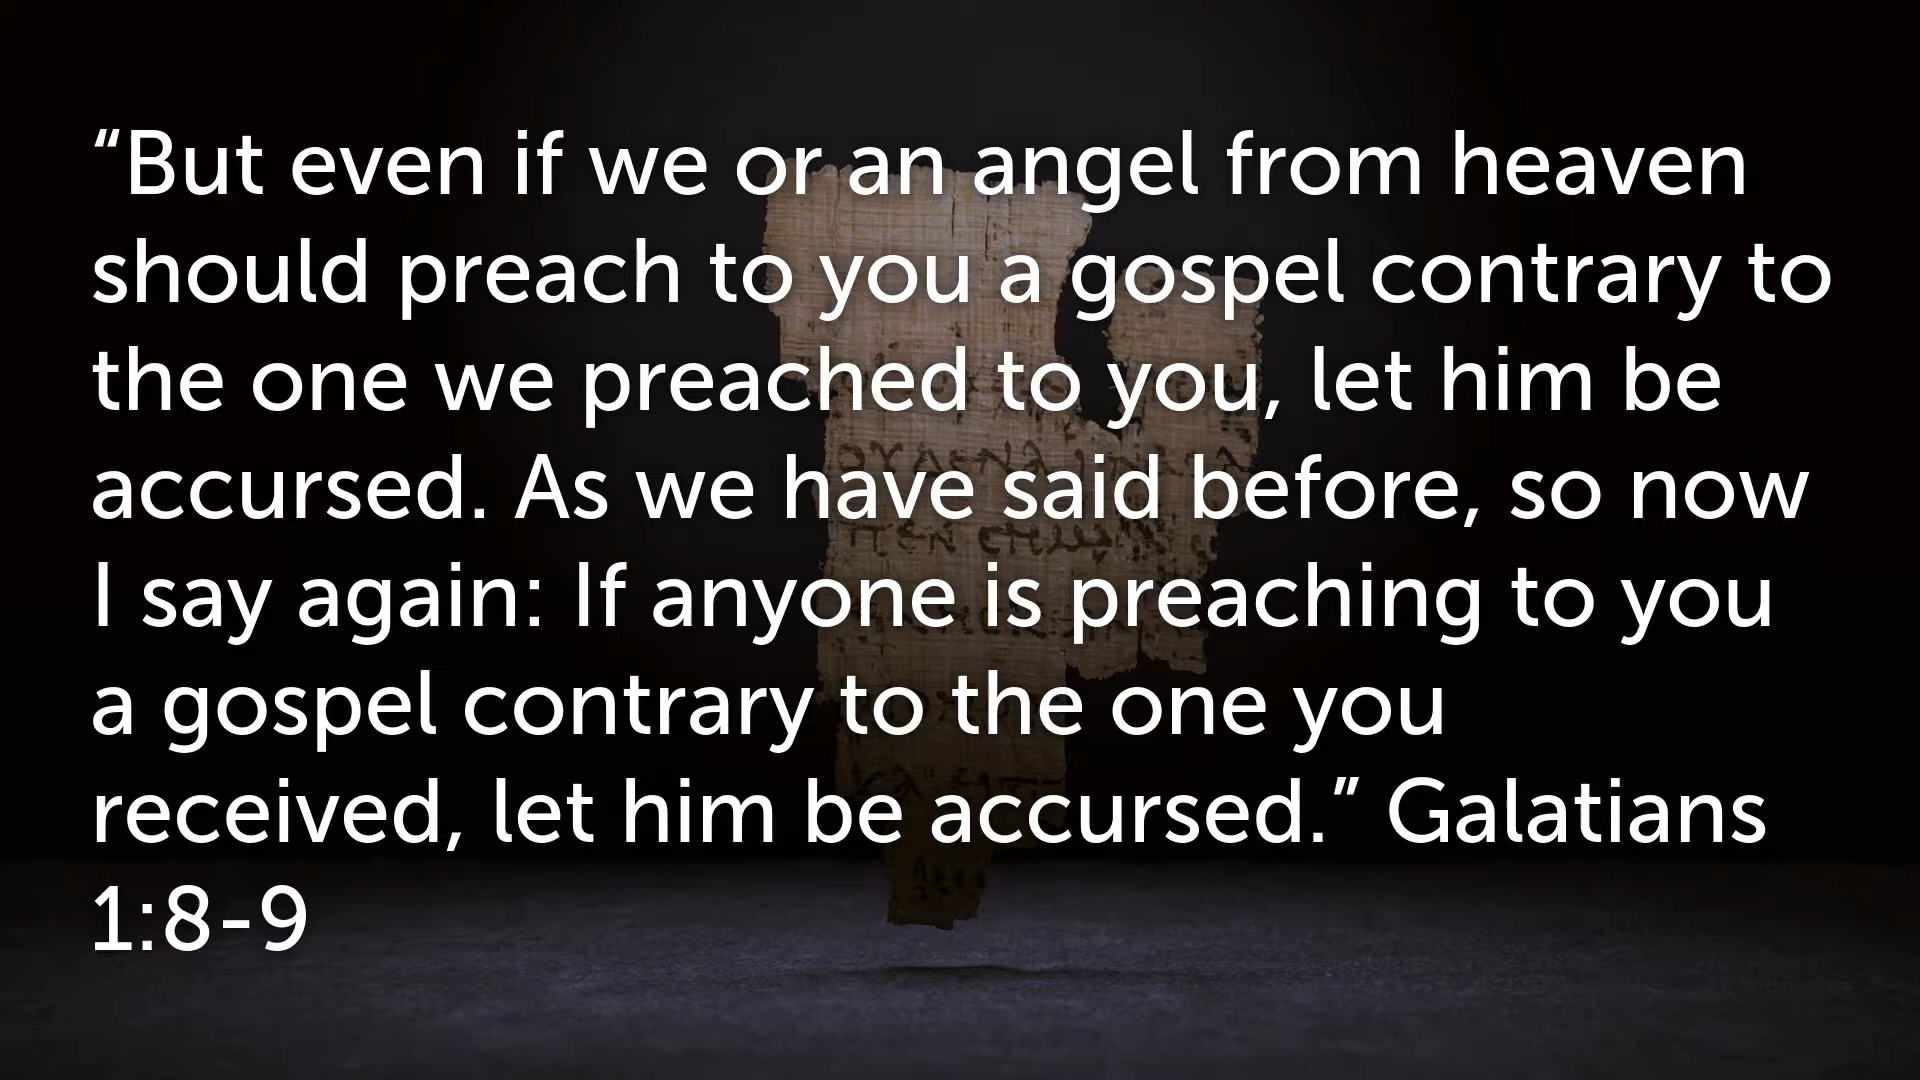 “But even if we or an angel from heaven
should preach to you a gospel contrary to
the one we preached to you, let him be
accursed. As we have said before, so now
I say again: If anyone is preaching to you
a gospel contrary to the one you
received, let him be accursed.” Galatians
1:8-9